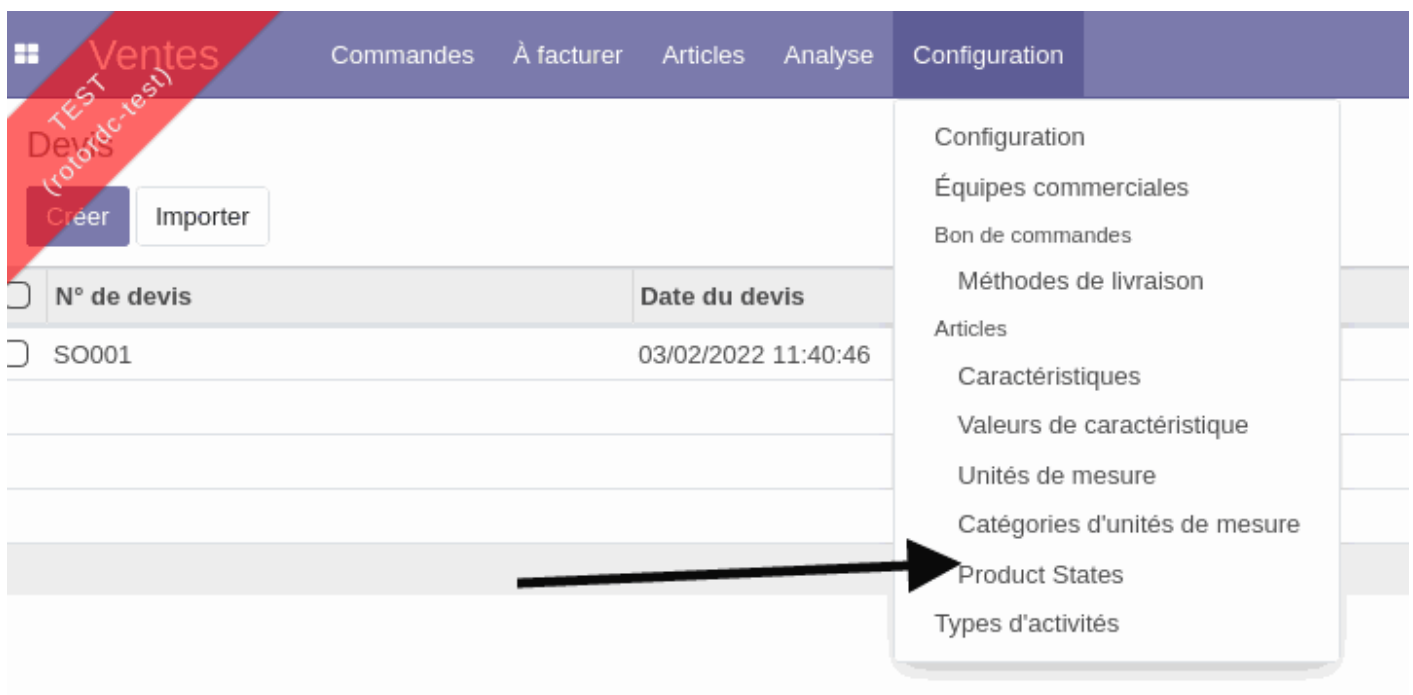 Ventes Commandes À facturer Articles Analyse Configuration
TEST
(rotordc-test)
Devis
Créer Importer
N° de devis Date du devis
SO001 03/02/2022 11:40:46
Configuration
Équipes commerciales
Bon de commandes
Méthodes de livraison
Articles
Caractéristiques
Valeurs de caractéristique
Unités de mesure
Catégories d'unités de mesure
Product States
Types d'activités